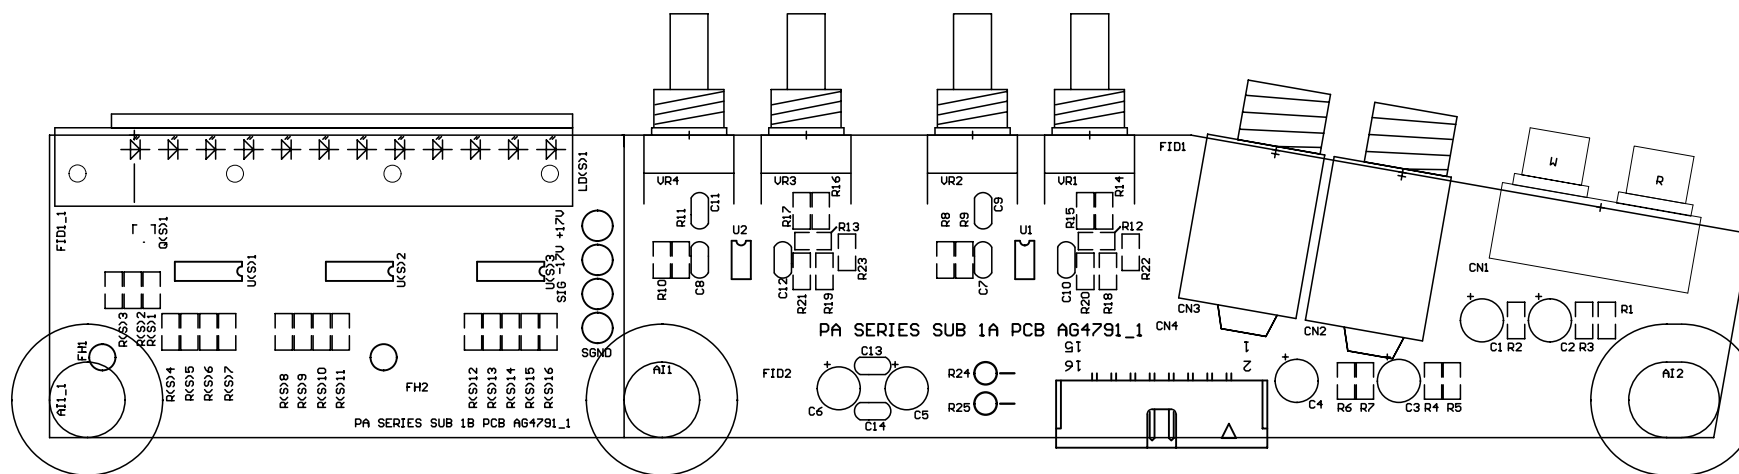 FID1
W
R
LD(S)1
VR4
VR3
VR2
VR1
R16
R14
C11
R17
C9
R15
R11
R8
R9
FID1_1
Q(S)1
SIG -17V +17V
U2
R13
U1
R12
R23
R22
U(S)1
U(S)2
U(S)3
R10
C8
C12
R21
R19
C7
C10
R20
R18
CN1
CN3
CN4
CN2
R(S)3
R(S)2
R(S)1
PA SERIES SUB 1A PCB AG4791_1
C1
R2
C2
R3
R1
FH1
SGND
15
16
1
2
C13
+
+
FID2
R24
R25
C6
C5
C14
AI1_1
AI1
AI2
R(S)4
R(S)5
R(S)6
R(S)7
R(S)8
R(S)9
R(S)10
R(S)11
FH2
R(S)12
R(S)13
R(S)14
R(S)15
R(S)16
C4
R6
R7
C3
R4
R5
PA SERIES SUB 1B PCB AG4791_1